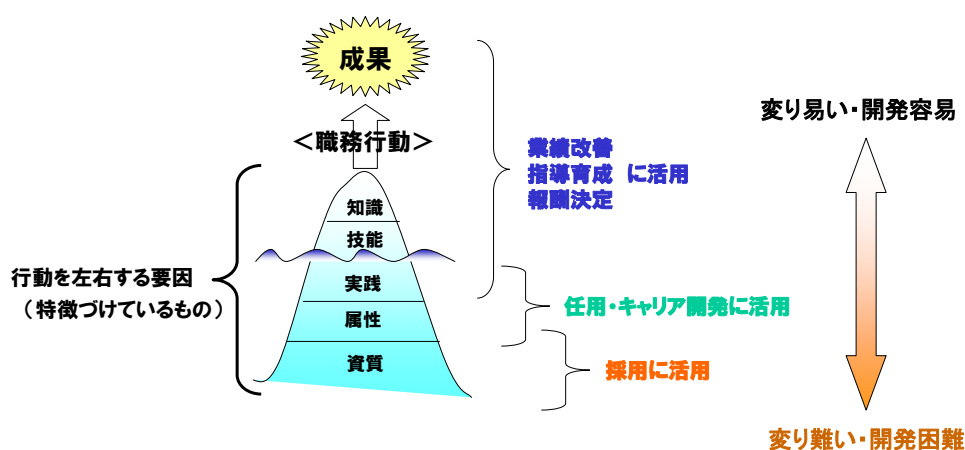 成果
＜職務行動＞
知識
技能
実践
属性
資質
行動を左右する要因
（特徴づけているもの）
業績改善
指導育成 に活用
報酬決定
任用・キャリア開発に活用
採用に活用
変り易い・開発容易
変り難い・開発困難